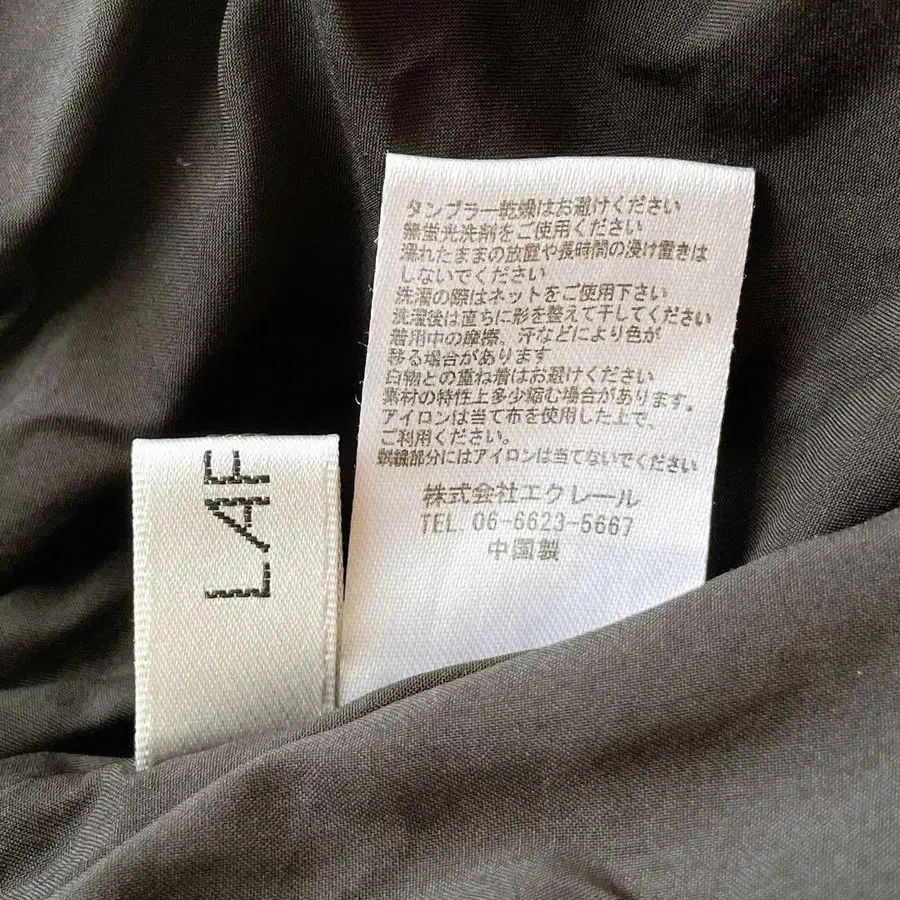 タンブラー乾燥はお避けください
無蛍光洗剤をご使用ください
濡れたままの放置や長時間の浸け置きは
しないでください
洗濯の際はネットをご使用下さい
洗濯後は直ちに形を整えて干してください
着用中の摩擦、汗などにより色が
移る場合があります
白物との重ね着はお避けください
素材の特性上多少縮む場合があります。
アイロンは当て布を使用した上で、
ご利用ください。
刺繍部分にはアイロンは当てないでください
株式会社エクレール
TEL 06-6623-5667
中国製
LAF